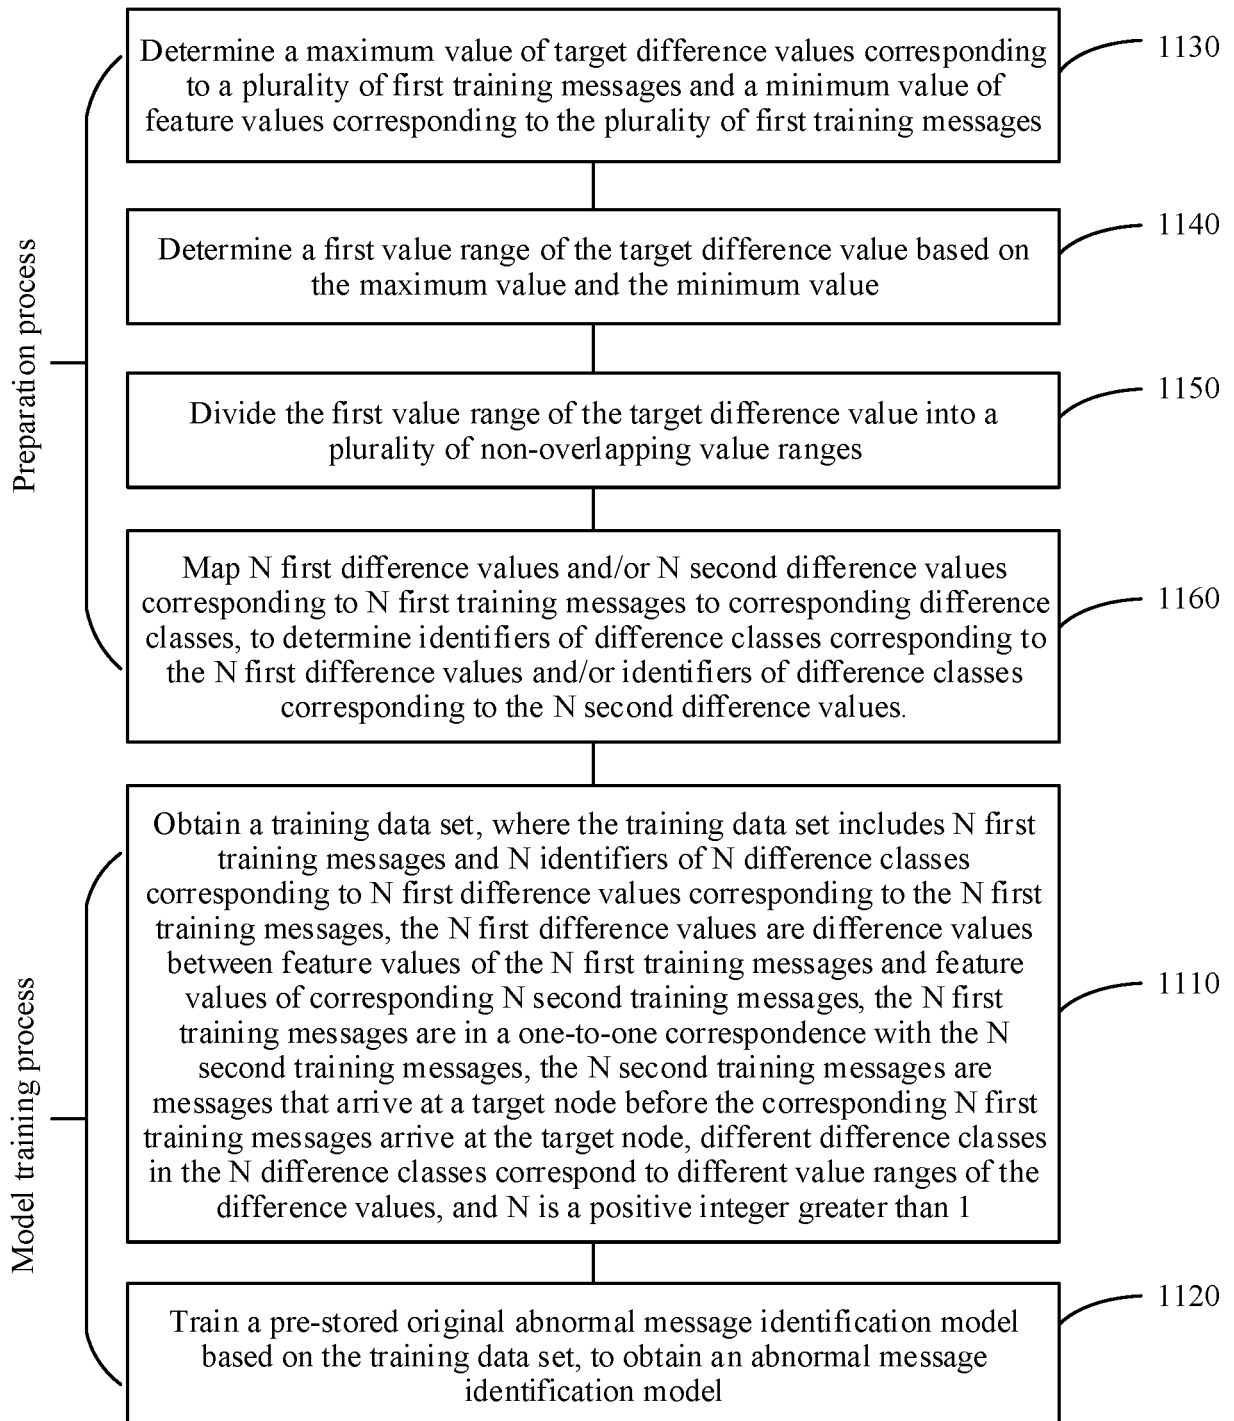 Determine a maximum value of target difference values corresponding
to a plurality of first training messages and a minimum value of
feature values corresponding to the plurality of first training messages
1130
Determine a first value range of the target difference value based on
the maximum value and the minimum value
1140
Divide the first value range of the target difference value into a
plurality of non-overlapping value ranges
1150
Preparation process
Map N first difference values and/or N second difference values
corresponding to N first training messages to corresponding difference
classes, to determine identifiers of difference classes corresponding to
the N first difference values and/or identifiers of difference classes
corresponding to the N second difference values.
1160
Obtain a training data set, where the training data set includes N first
training messages and N identifiers of N difference classes
corresponding to N first difference values corresponding to the N first
training messages, the N first difference values are difference values
between feature values of the N first training messages and feature
values of corresponding N second training messages, the N first
training messages are in a one-to-one correspondence with the N
second training messages, the N second training messages are
messages that arrive at a target node before the corresponding N first
training messages arrive at the target node, different difference classes
in the N difference classes correspond to different value ranges of the
difference values, and N is a positive integer greater than 1
1110
Model training process
Train a pre-stored original abnormal message identification model
based on the training data set, to obtain an abnormal message
identification model
1120